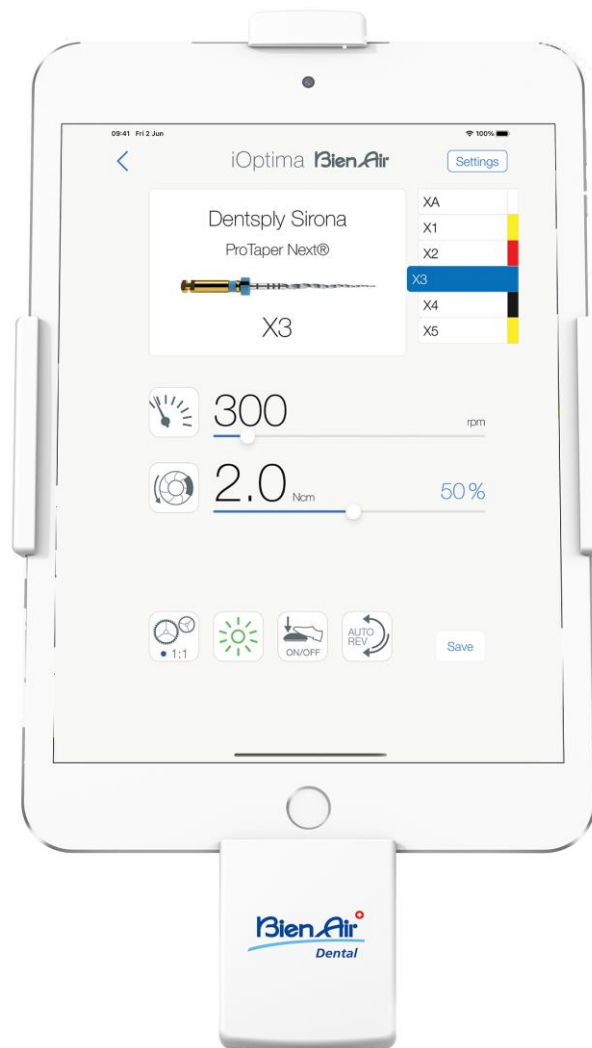 09:41 Fri 2 Jun
100%
iOptima Bien Air
Settings
Dentsply Sirona
ProTaper Next®
X3
XA
X1
X2
X3
X4
X5
300
rpm
2.0 Ncm
50%
1:1
ON/OFF
AUTO
REV
Save
Bien Air
Dental